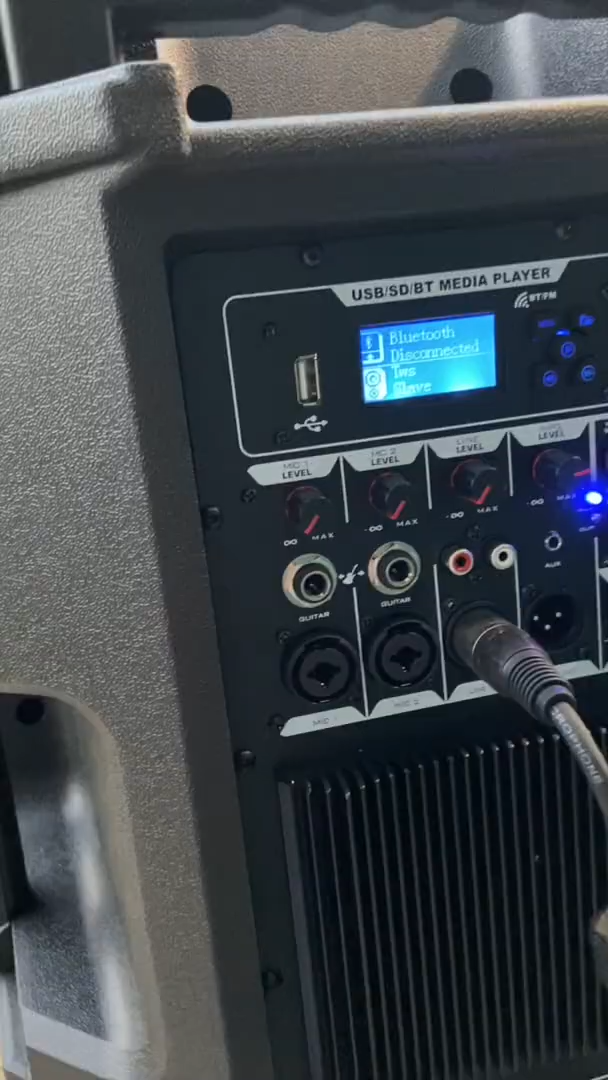 USB/SD/BT MEDIA PLAYER
BT/FM
Bluetooth
Disconnected
Tws
Slave
MIC 1 LEVEL
MIC 2 LEVEL
LINE LEVEL
LEVEL
∞ MAX
-∞ MAX
-∞ MAX
-∞ MAX
GUITAR
GUITAR
AUX
MIC 1
MIC 2